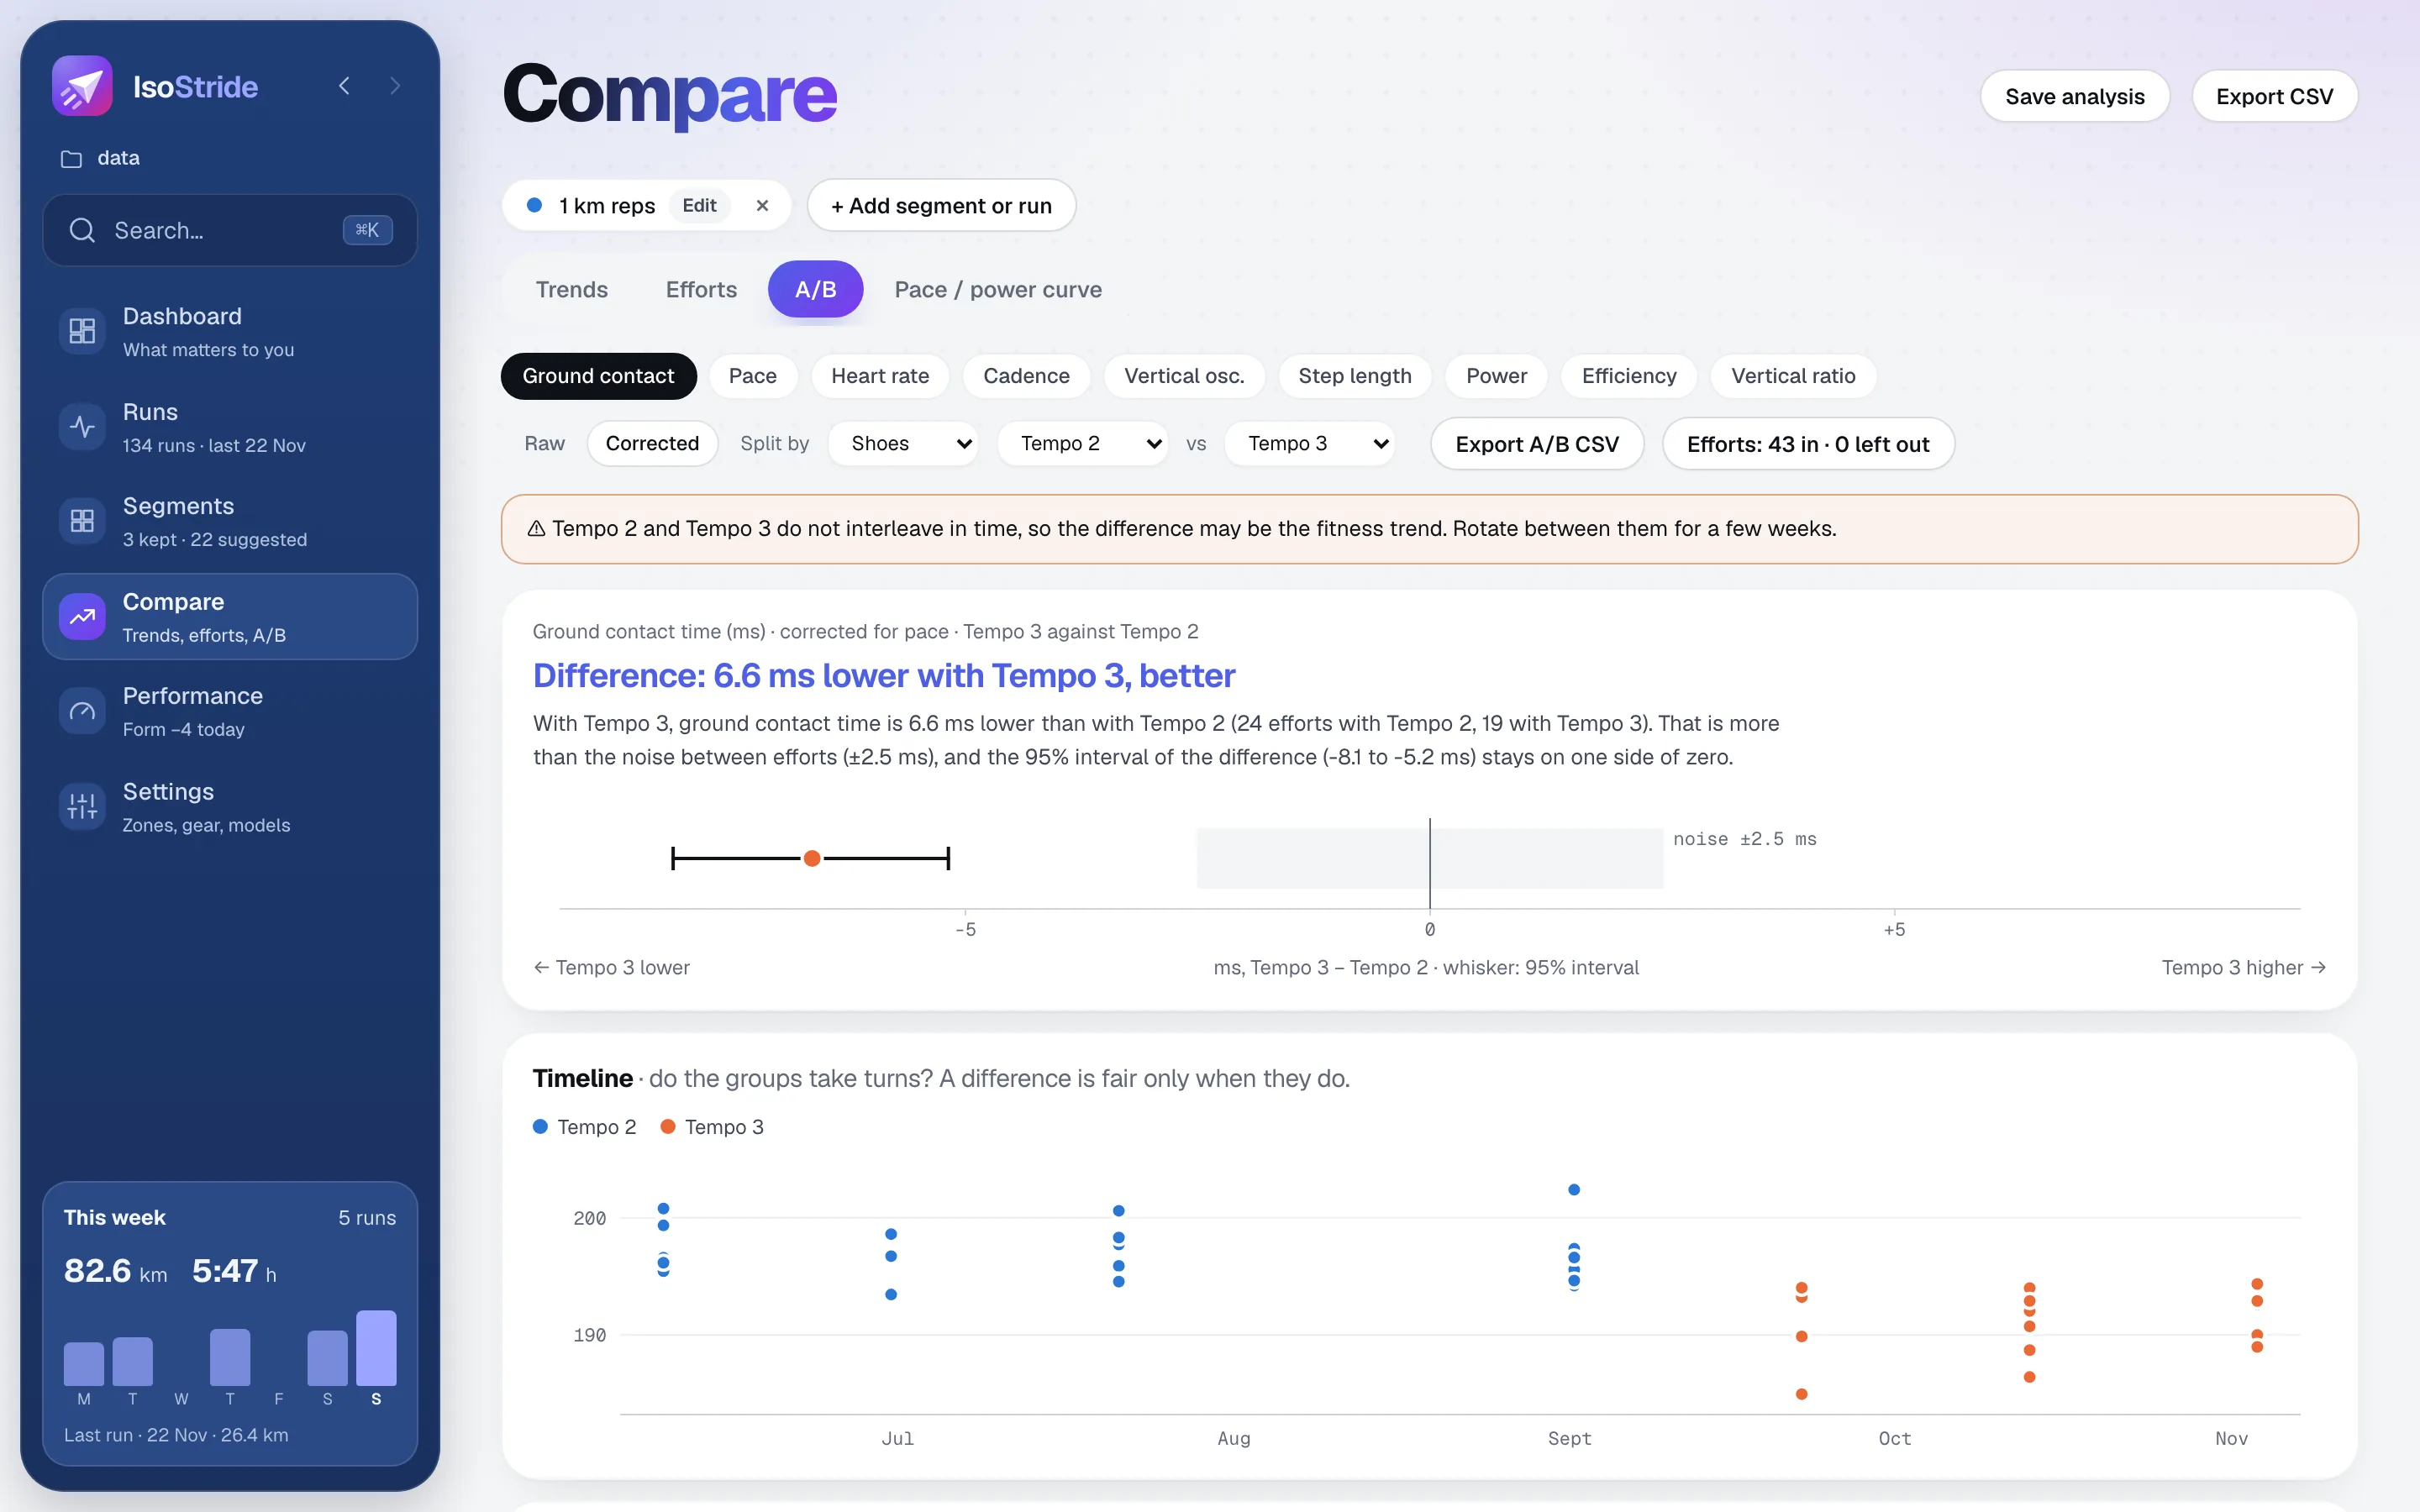 IsoStride
data
Search... ⌘K
Dashboard
What matters to you
Runs
134 runs · last 22 Nov
Segments
3 kept · 22 suggested
Compare
Trends, efforts, A/B
Performance
Form −4 today
Settings
Zones, gear, models
This week 5 runs
82.6 km 5:47 h
M T W T F S S
Last run · 22 Nov · 26.4 km
Compare
Save analysis Export CSV
1 km reps Edit × + Add segment or run
Trends Efforts A/B Pace / power curve
Ground contact Pace Heart rate Cadence Vertical osc. Step length Power Efficiency Vertical ratio
Raw Corrected Split by Shoes Tempo 2 vs Tempo 3 Export A/B CSV Efforts: 43 in · 0 left out
⚠ Tempo 2 and Tempo 3 do not interleave in time, so the difference may be the fitness trend. Rotate between them for a few weeks.
Ground contact time (ms) · corrected for pace · Tempo 3 against Tempo 2
Difference: 6.6 ms lower with Tempo 3, better
With Tempo 3, ground contact time is 6.6 ms lower than with Tempo 2 (24 efforts with Tempo 2, 19 with Tempo 3). That is more
than the noise between efforts (±2.5 ms), and the 95% interval of the difference (-8.1 to -5.2 ms) stays on one side of zero.
noise ±2.5 ms
−5 0 +5
← Tempo 3 lower ms, Tempo 3 − Tempo 2 · whisker: 95% interval Tempo 3 higher →
Timeline · do the groups take turns? A difference is fair only when they do.
Tempo 2 Tempo 3
200
190
Jul Aug Sept Oct Nov